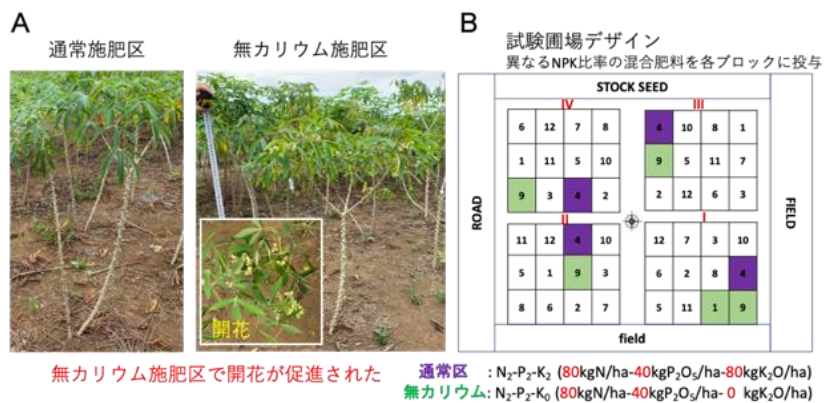 A
通常施肥区
無カリウム施肥区
開花
無カリウム施肥区で開花が促進された
B
試験圃場デザイン
異なるNPK比率の混合肥料を各ブロックに投与
STOCK SEED
ROAD
FIELD
IV
6 12 7 8
1 11 5 10
9 3 4 2
III
4 10 8 1
9 5 11 7
2 12 6 3
II
11 12 4 10
5 1 9 3
8 6 2 7
I
12 7 3 10
6 2 8 4
5 11 1 9
field
通常区 : N₂-P₂-K₂ (80kgN/ha-40kgP₂O₅/ha-80kgK₂O/ha)
無カリウム: N₂-P₂-K₀ (80kgN/ha-40kgP₂O₅/ha- 0 kgK₂O/ha)